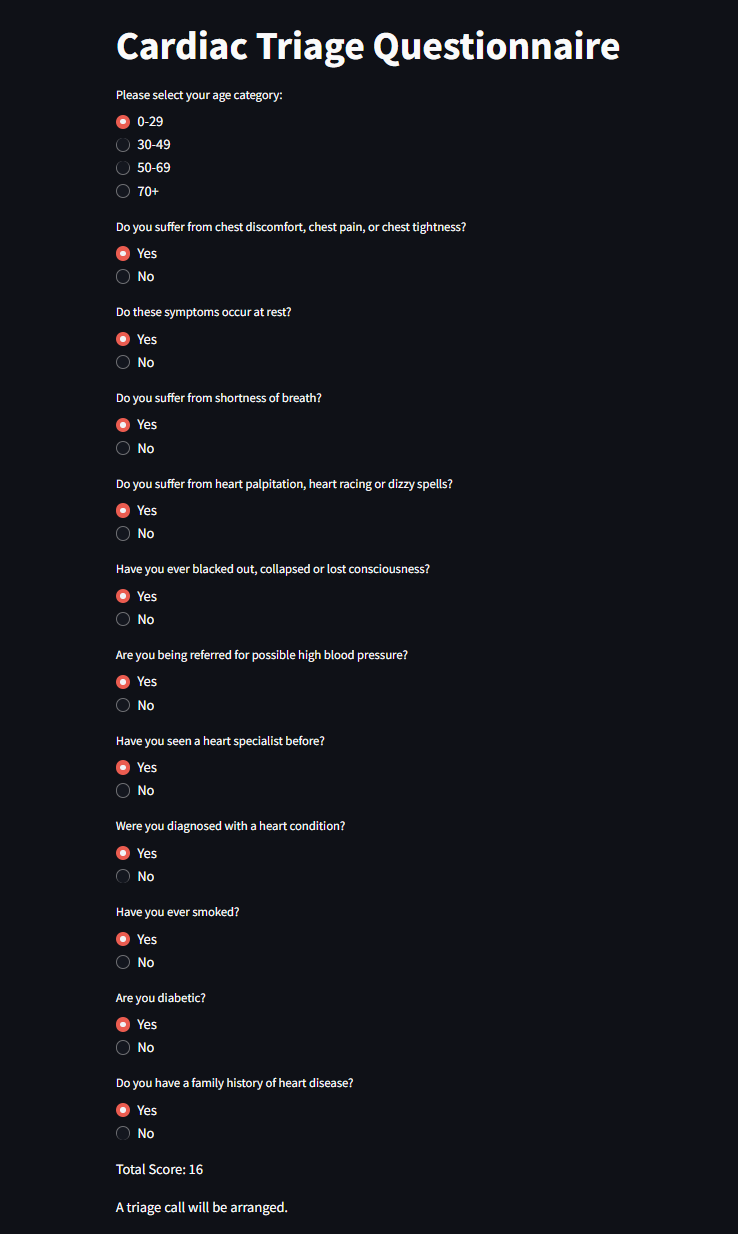 Cardiac Triage Questionnaire
Please select your age category:
0-29
30-49
50-69
70+
Do you suffer from chest discomfort, chest pain, or chest tightness?
Yes
No
Do these symptoms occur at rest?
Yes
No
Do you suffer from shortness of breath?
Yes
No
Do you suffer from heart palpitation, heart racing or dizzy spells?
Yes
No
Have you ever blacked out, collapsed or lost consciousness?
Yes
No
Are you being referred for possible high blood pressure?
Yes
No
Have you seen a heart specialist before?
Yes
No
Were you diagnosed with a heart condition?
Yes
No
Have you ever smoked?
Yes
No
Are you diabetic?
Yes
No
Do you have a family history of heart disease?
Yes
No
Total Score: 16
A triage call will be arranged.